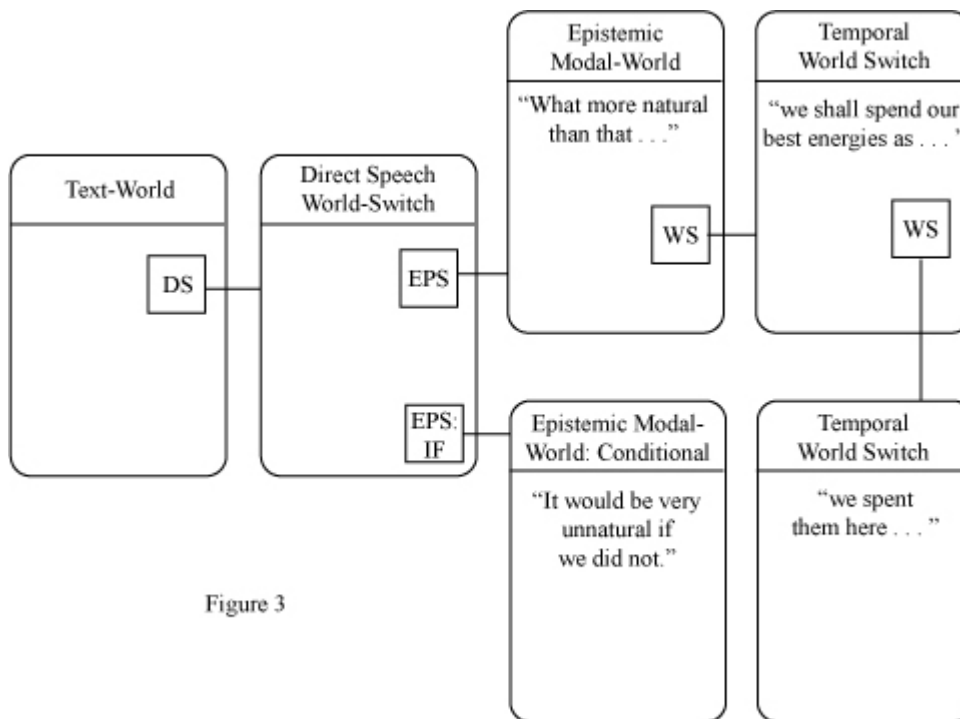 Text-World
DS
Direct Speech
World-Switch
EPS
EPS:
IF
Epistemic
Modal-World
“What more natural
than that . . .”
WS
Temporal
World Switch
“we shall spend our
best energies as . . . ”
WS
Epistemic Modal-
World: Conditional
“It would be very
unnatural if
we did not.”
Temporal
World Switch
“we spent
them here . . . ”
Figure 3